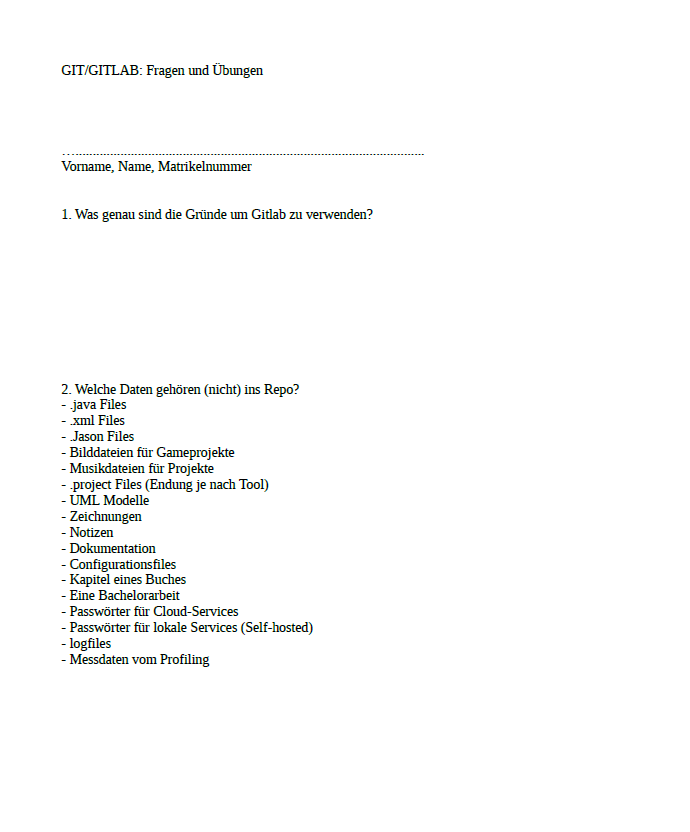 GIT/GITLAB: Fragen und Übungen
…....................................................................................................
Vorname, Name, Matrikelnummer
1. Was genau sind die Gründe um Gitlab zu verwenden?
2. Welche Daten gehören (nicht) ins Repo?
- .java Files
- .xml Files
- .Jason Files
- Bilddateien für Gameprojekte
- Musikdateien für Projekte
- .project Files (Endung je nach Tool)
- UML Modelle
- Zeichnungen
- Notizen
- Dokumentation
- Configurationsfiles
- Kapitel eines Buches
- Eine Bachelorarbeit
- Passwörter für Cloud-Services
- Passwörter für lokale Services (Self-hosted)
- logfiles
- Messdaten vom Profiling